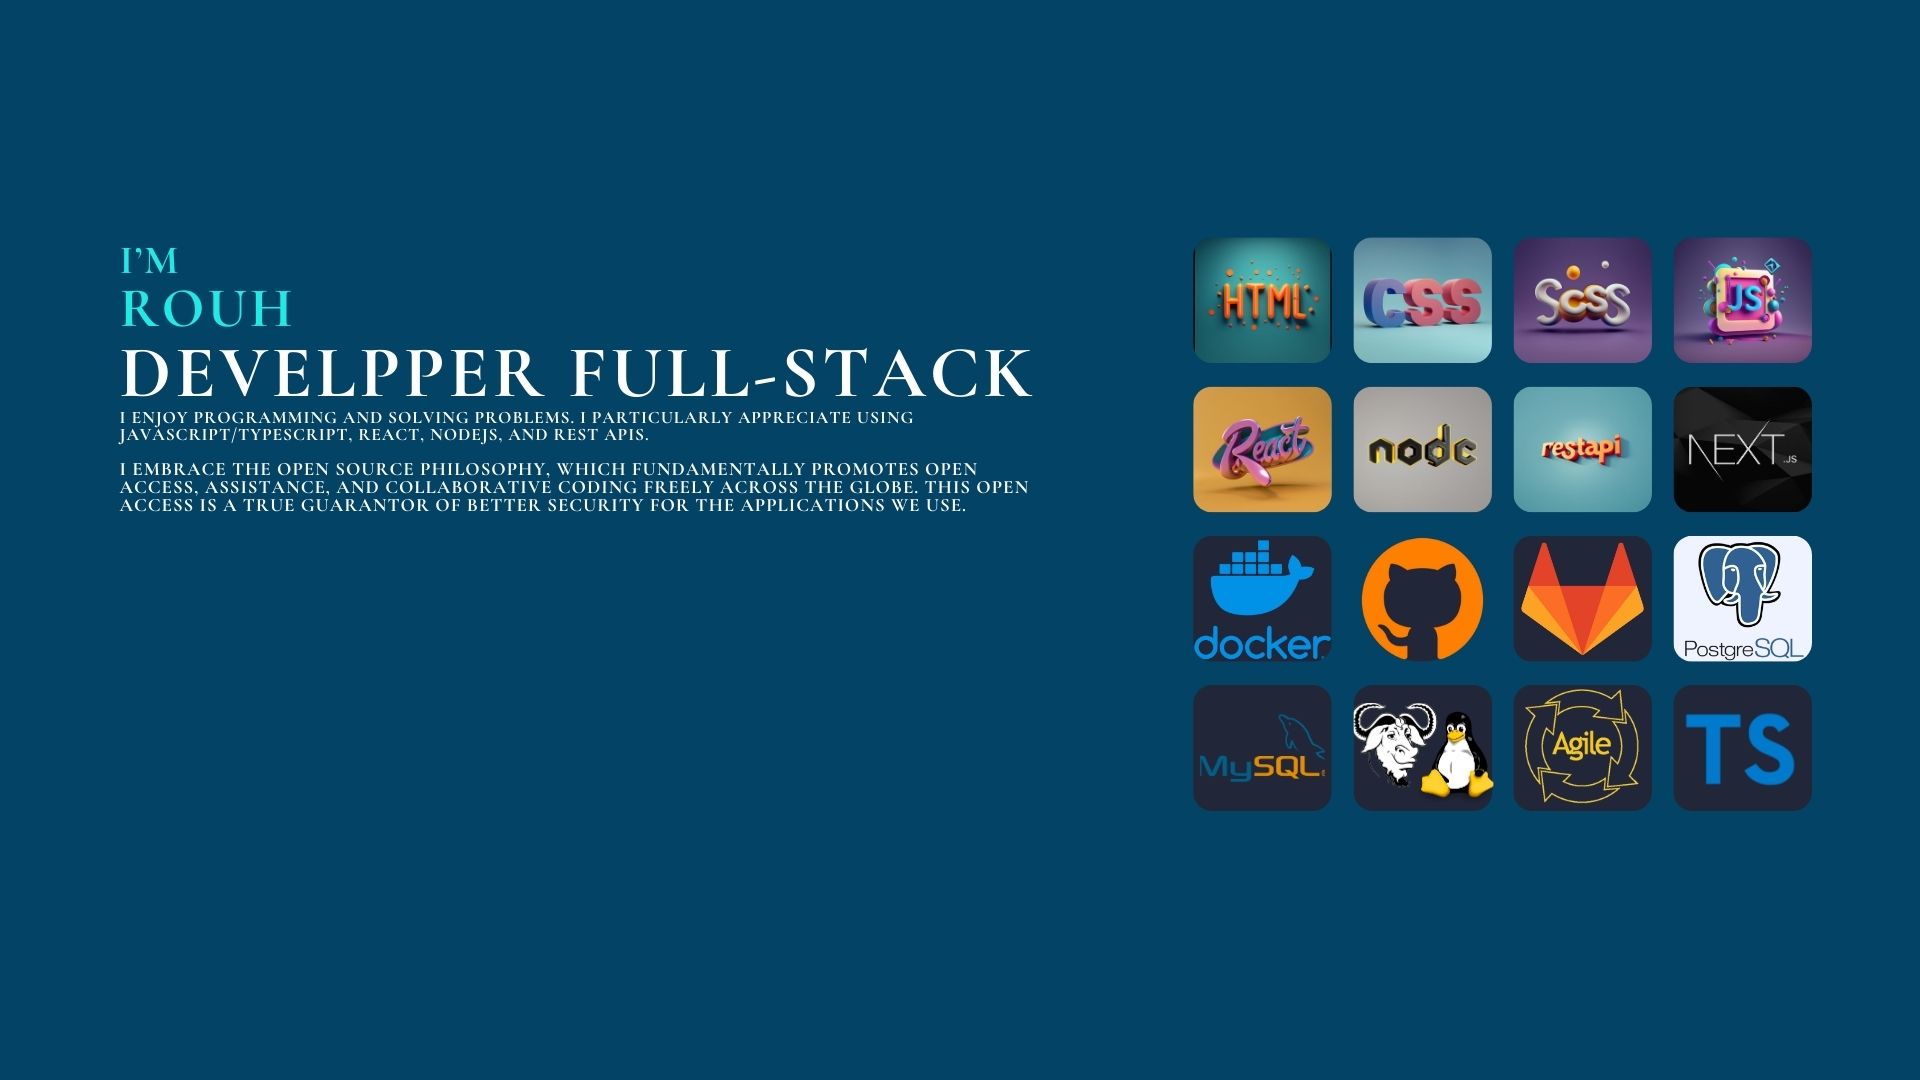 I'M
ROUH
DEVELPPER FULL-STACK
I ENJOY PROGRAMMING AND SOLVING PROBLEMS. I PARTICULARLY APPRECIATE USING
JAVASCRIPT/TYPESCRIPT, REACT, NODEJS, AND REST APIS.
I EMBRACE THE OPEN SOURCE PHILOSOPHY, WHICH FUNDAMENTALLY PROMOTES OPEN
ACCESS, ASSISTANCE, AND COLLABORATIVE CODING FREELY ACROSS THE GLOBE. THIS OPEN
ACCESS IS A TRUE GUARANTOR OF BETTER SECURITY FOR THE APPLICATIONS WE USE.
HTML
CSS
SCSS
JS
React
node
restapi
NEXT.JS
docker
PostgreSQL
MySQL
Agile
TS